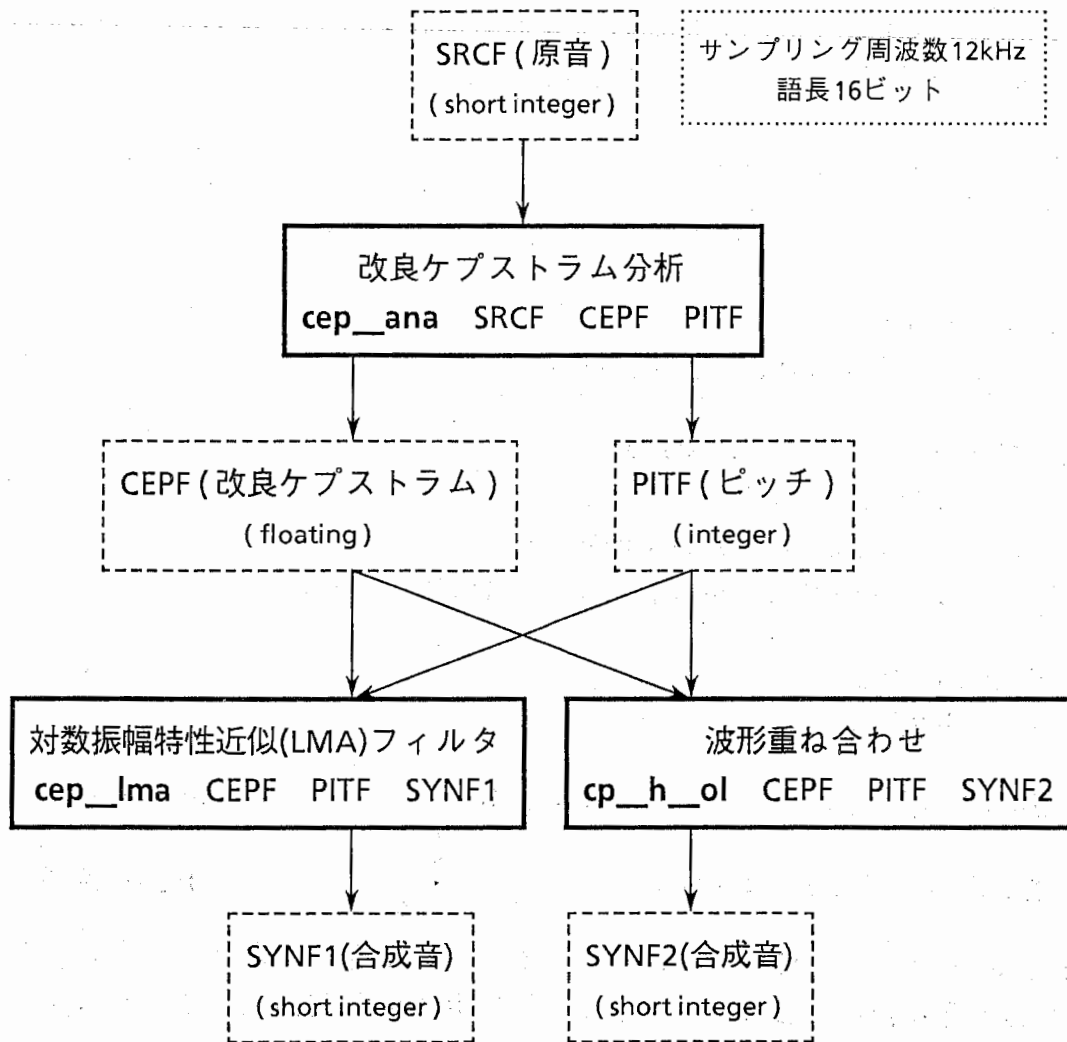 SRCF ( 原音 )
( short integer )
サンプリング周波数12kHz
語長16ビット
改良ケプストラム分析
cep__ana SRCF CEPF PITF
CEPF ( 改良ケプストラム )
( floating )
PITF ( ピッチ )
( integer )
対数振幅特性近似(LMA)フィルタ
cep__lma CEPF PITF SYNF1
波形重ね合わせ
cp__h__ol CEPF PITF SYNF2
SYNF1(合成音)
( short integer )
SYNF2(合成音)
( short integer )